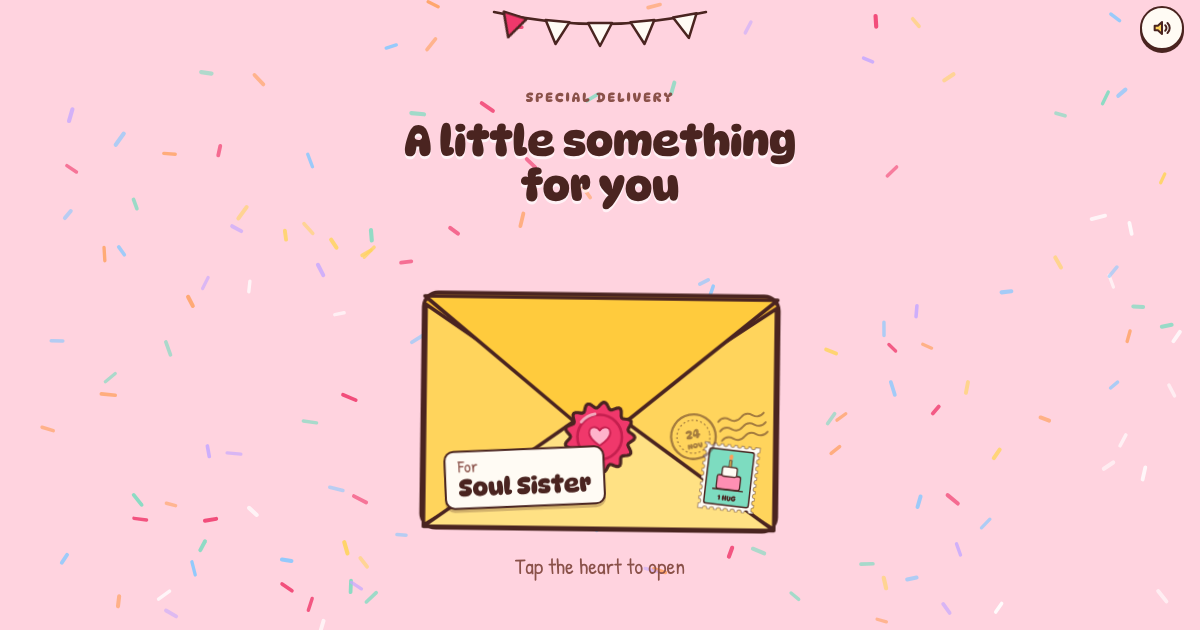 SPECIAL DELIVERY
A little something
for you
24
NOV
For
Soul Sister
1 HUG
Tap the heart to open